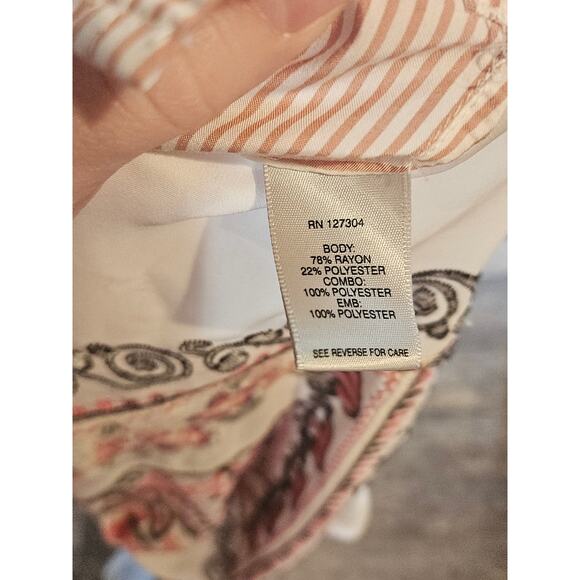 RN 127304
BODY:
78% RAYON
22% POLYESTER
COMBO:
100% POLYESTER
EMB:
100% POLYESTER
SEE REVERSE FOR CARE